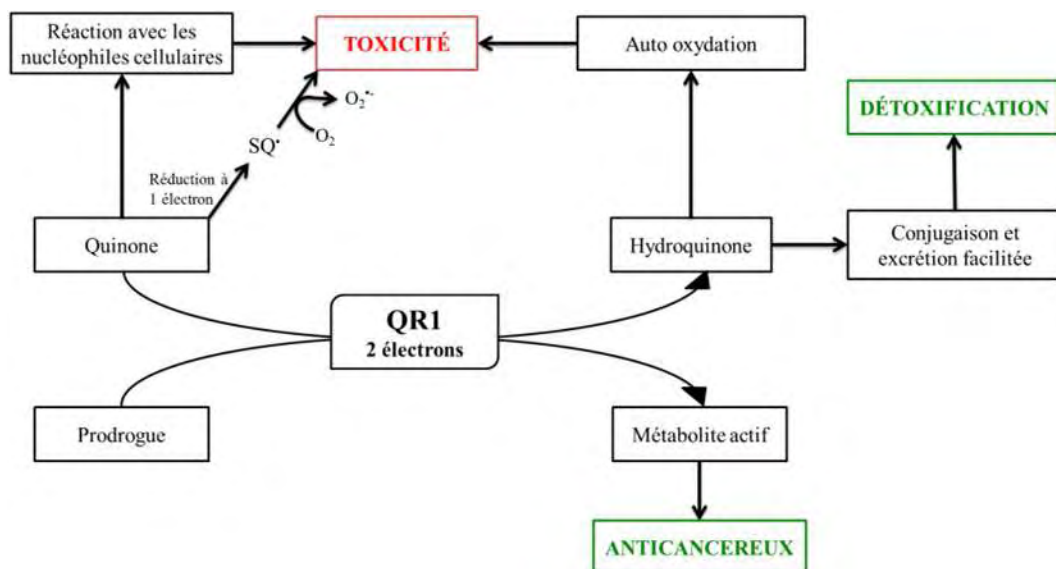 Réaction avec les
nucléophiles cellulaires
TOXICITÉ
Auto oxydation
O₂•-
O₂
SQ•
DÉTOXIFICATION
Réduction à
1 électron
Quinone
Hydroquinone
Conjugaison et
excrétion facilitée
QR1
2 électrons
Prodrogue
Métabolite actif
ANTICANCEREUX